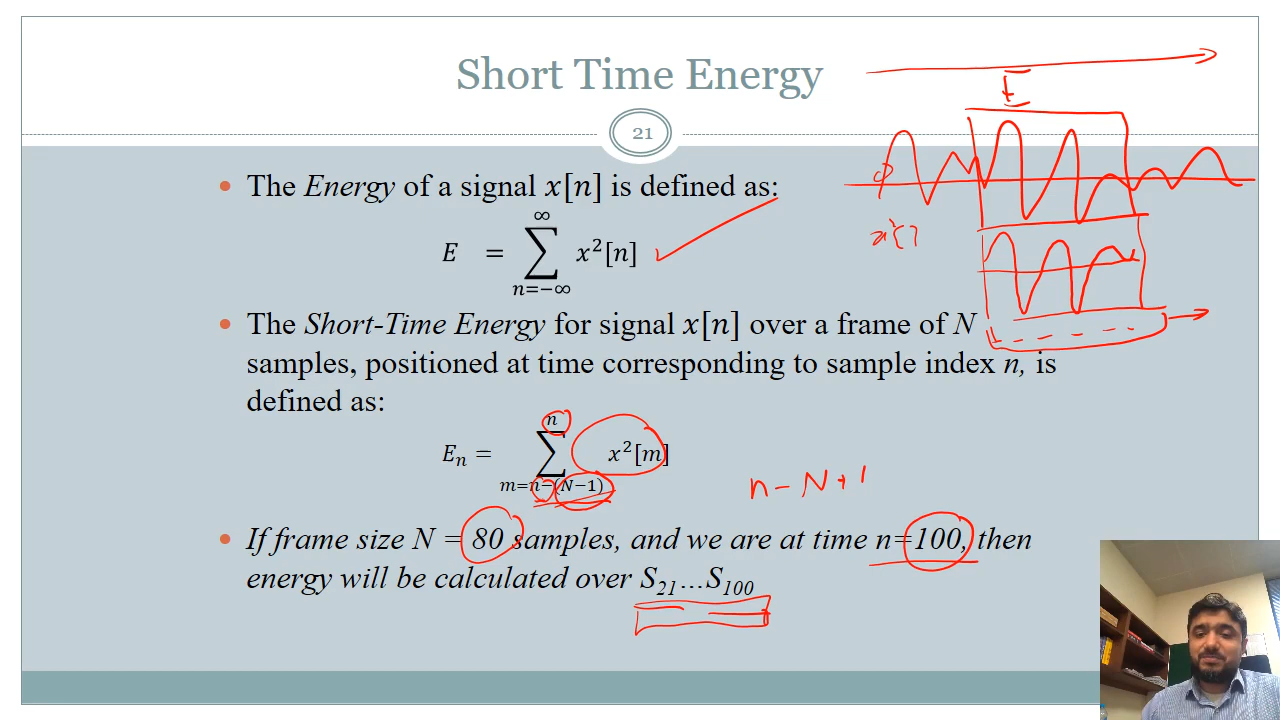 Short Time Energy
21
E
• The Energy of a signal x[n] is defined as:
E = ∑_{n=−∞}^{∞} x²[n]
• The Short-Time Energy for signal x[n] over a frame of N
samples, positioned at time corresponding to sample index n, is
defined as:
Eₙ = ∑_{m=n−(N−1)}^{n} x²[m]
n - N + 1
• If frame size N = 80 samples, and we are at time n=100, then
energy will be calculated over S₂₁…S₁₀₀